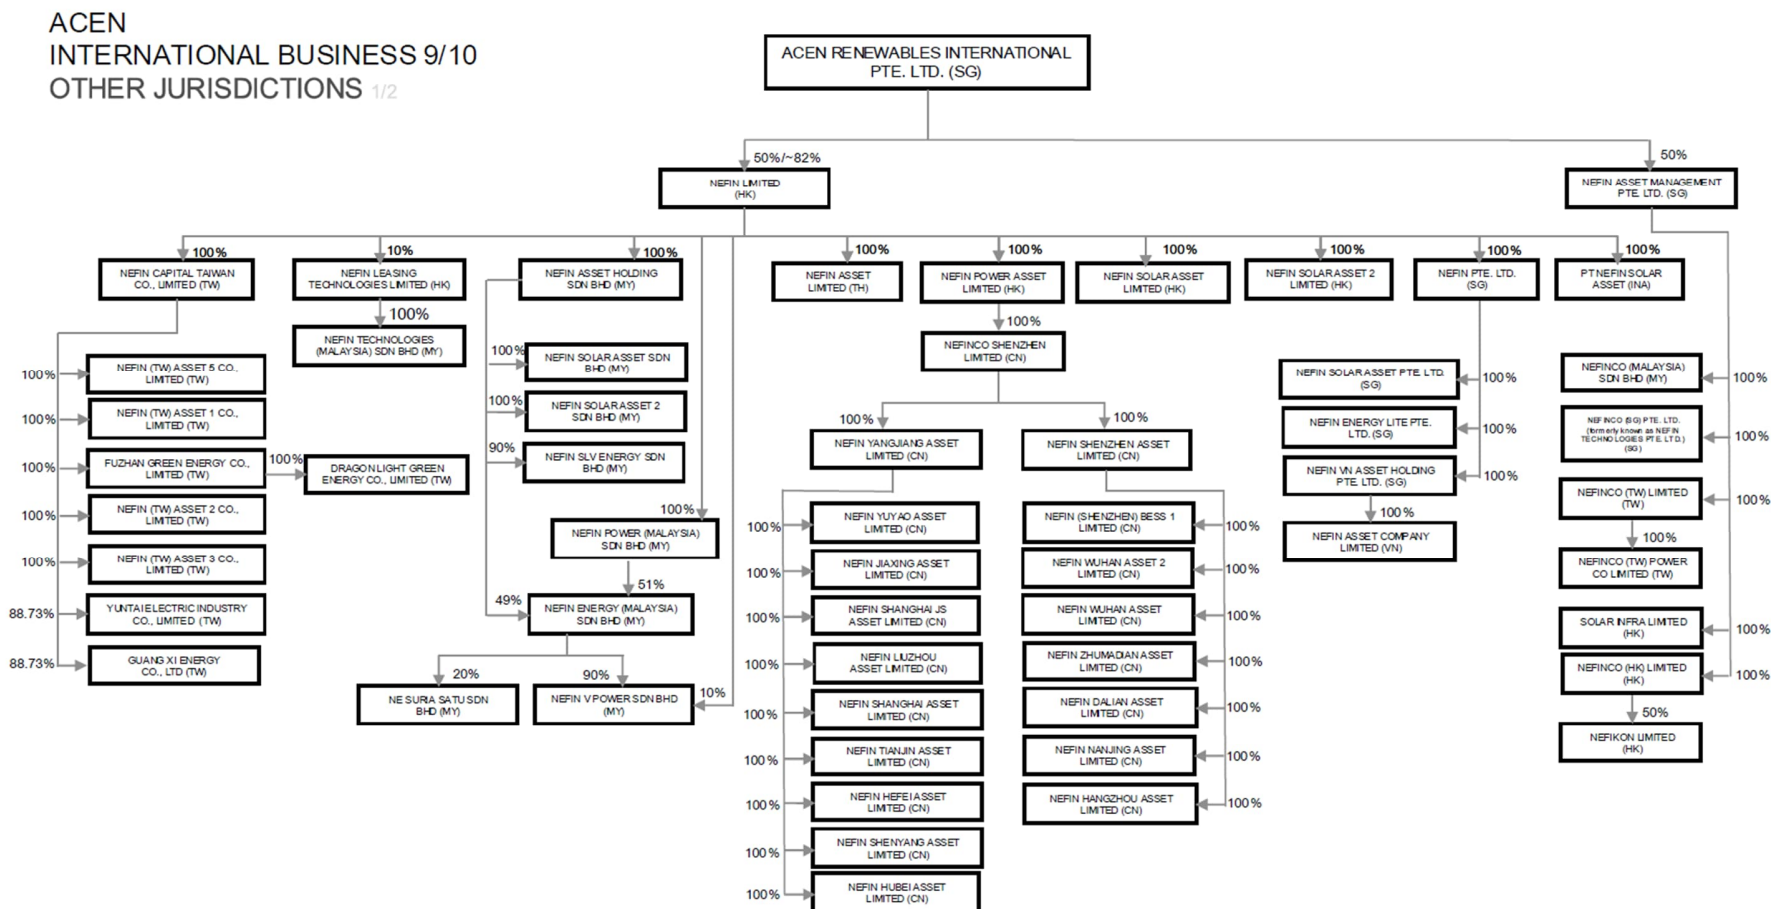 ACEN
INTERNATIONAL BUSINESS 9/10
OTHER JURISDICTIONS 1/2
ACEN RENEWABLES INTERNATIONAL
PTE. LTD. (SG)
50%/~82%
NEFIN LIMITED
(HK)
50%
NEFIN ASSET MANAGEMENT
PTE. LTD. (SG)
100%
NEFIN CAPITAL TAIWAN
CO., LIMITED (TW)
10%
NEFIN LEASING
TECHNOLOGIES LIMITED (HK)
100%
NEFIN ASSET HOLDING
SDN BHD (MY)
100%
NEFIN ASSET
LIMITED (TH)
100%
NEFIN POWER ASSET
LIMITED (HK)
100%
NEFIN SOLAR ASSET
LIMITED (HK)
100%
NEFIN SOLAR ASSET 2
LIMITED (HK)
100%
NEFIN PTE. LTD.
(SG)
100%
PT NEFIN SOLAR
ASSET (INA)
100%
NEFIN (TW) ASSET 5 CO.,
LIMITED (TW)
100%
NEFIN (TW) ASSET 1 CO.,
LIMITED (TW)
100%
FUZHAN GREEN ENERGY CO.,
LIMITED (TW)
100%
DRAGON LIGHT GREEN
ENERGY CO., LIMITED (TW)
100%
NEFIN (TW) ASSET 2 CO.,
LIMITED (TW)
100%
NEFIN (TW) ASSET 3 CO.,
LIMITED (TW)
88.73%
YUNTAI ELECTRIC INDUSTRY
CO., LIMITED (TW)
88.73%
GUANG XI ENERGY
CO., LTD (TW)
100%
NEFIN TECHNOLOGIES
(MALAYSIA) SDN BHD (MY)
100%
NEFIN SOLAR ASSET SDN
BHD (MY)
100%
NEFIN SOLAR ASSET 2
SDN BHD (MY)
90%
NEFIN SLV ENERGY SDN
BHD (MY)
100%
NEFIN POWER (MALAYSIA)
SDN BHD (MY)
51%
49%
NEFIN ENERGY (MALAYSIA)
SDN BHD (MY)
20%
NE SURIA SATU SDN
BHD (MY)
90%
NEFIN V POWER SDN BHD
(MY)
10%
100%
NEFINCO SHENZHEN
LIMITED (CN)
100%
NEFIN YANGJIANG ASSET
LIMITED (CN)
100%
NEFIN SHENZHEN ASSET
LIMITED (CN)
100%
NEFIN YUYAO ASSET
LIMITED (CN)
100%
NEFIN JIAXING ASSET
LIMITED (CN)
100%
NEFIN SHANGHAI JS
ASSET LIMITED (CN)
100%
NEFIN LIUZHOU
ASSET LIMITED (CN)
100%
NEFIN SHANGHAI ASSET
LIMITED (CN)
100%
NEFIN TIANJIN ASSET
LIMITED (CN)
100%
NEFIN HEFEI ASSET
LIMITED (CN)
100%
NEFIN SHENYANG ASSET
LIMITED (CN)
100%
NEFIN HUBEI ASSET
LIMITED (CN)
NEFIN (SHENZHEN) BESS 1
LIMITED (CN)
100%
NEFIN WUHAN ASSET 2
LIMITED (CN)
100%
NEFIN WUHAN ASSET
LIMITED (CN)
100%
NEFIN ZHUMADIAN ASSET
LIMITED (CN)
100%
NEFIN DALIAN ASSET
LIMITED (CN)
100%
NEFIN NANJING ASSET
LIMITED (CN)
100%
NEFIN HANGZHOU ASSET
LIMITED (CN)
100%
NEFIN SOLAR ASSET PTE. LTD.
(SG)
100%
NEFIN ENERGY LITE PTE.
LTD. (SG)
100%
NEFIN VN ASSET HOLDING
PTE. LTD. (SG)
100%
100%
NEFIN ASSET COMPANY
LIMITED (VN)
NEFINCO (MALAYSIA)
SDN BHD (MY)
100%
NEFINCO (SG) PTE. LTD.
(formerly known as NEFIN
TECHNOLOGIES PTE. LTD.)
(SG)
100%
NEFINCO (TW) LIMITED
(TW)
100%
100%
NEFINCO (TW) POWER
CO LIMITED (TW)
SOLAR INFRA LIMITED
(HK)
100%
NEFINCO (HK) LIMITED
(HK)
100%
50%
NEFIKON LIMITED
(HK)